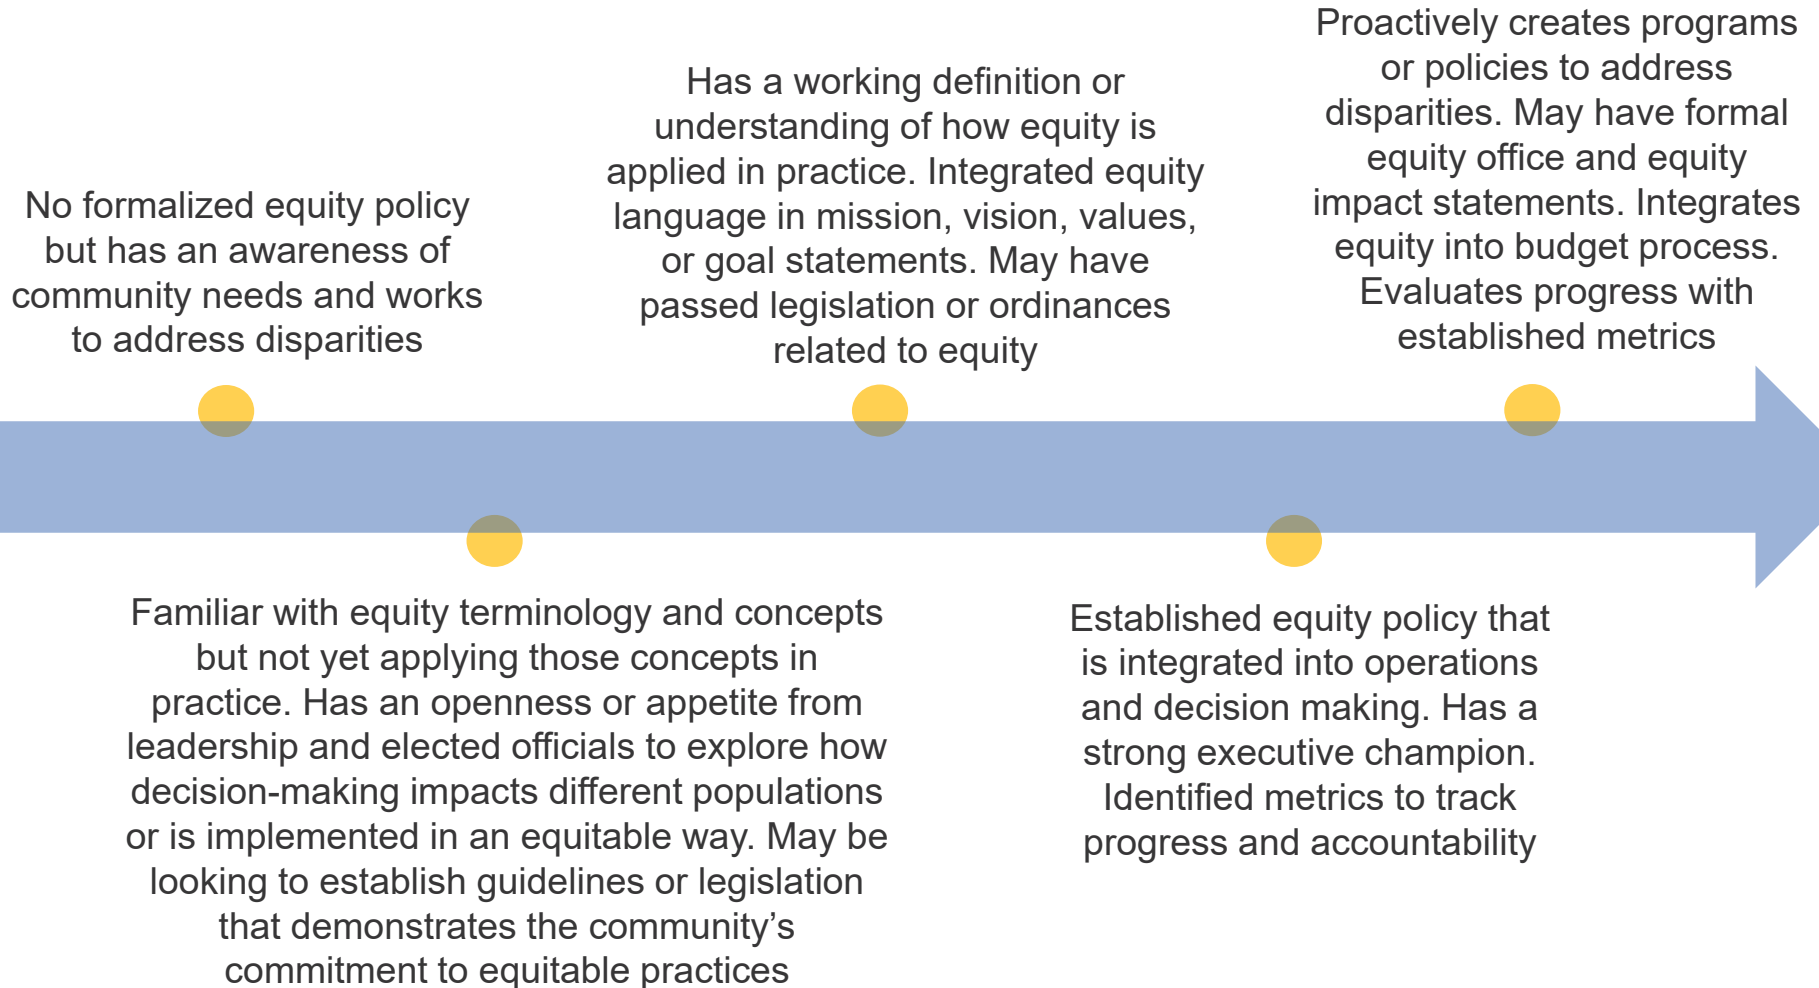 No formalized equity policy
but has an awareness of
community needs and works
to address disparities
Familiar with equity terminology and concepts
but not yet applying those concepts in
practice. Has an openness or appetite from
leadership and elected officials to explore how
decision-making impacts different populations
or is implemented in an equitable way. May be
looking to establish guidelines or legislation
that demonstrates the community’s
commitment to equitable practices
Has a working definition or
understanding of how equity is
applied in practice. Integrated equity
language in mission, vision, values,
or goal statements. May have
passed legislation or ordinances
related to equity
Established equity policy that
is integrated into operations
and decision making. Has a
strong executive champion.
Identified metrics to track
progress and accountability
Proactively creates programs
or policies to address
disparities. May have formal
equity office and equity
impact statements. Integrates
equity into budget process.
Evaluates progress with
established metrics